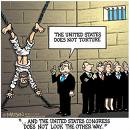 THE UNITED STATES
DOES NOT TORTURE.
"... AND THE UNITED STATES CONGRESS
DOES NOT LOOK THE OTHER WAY."